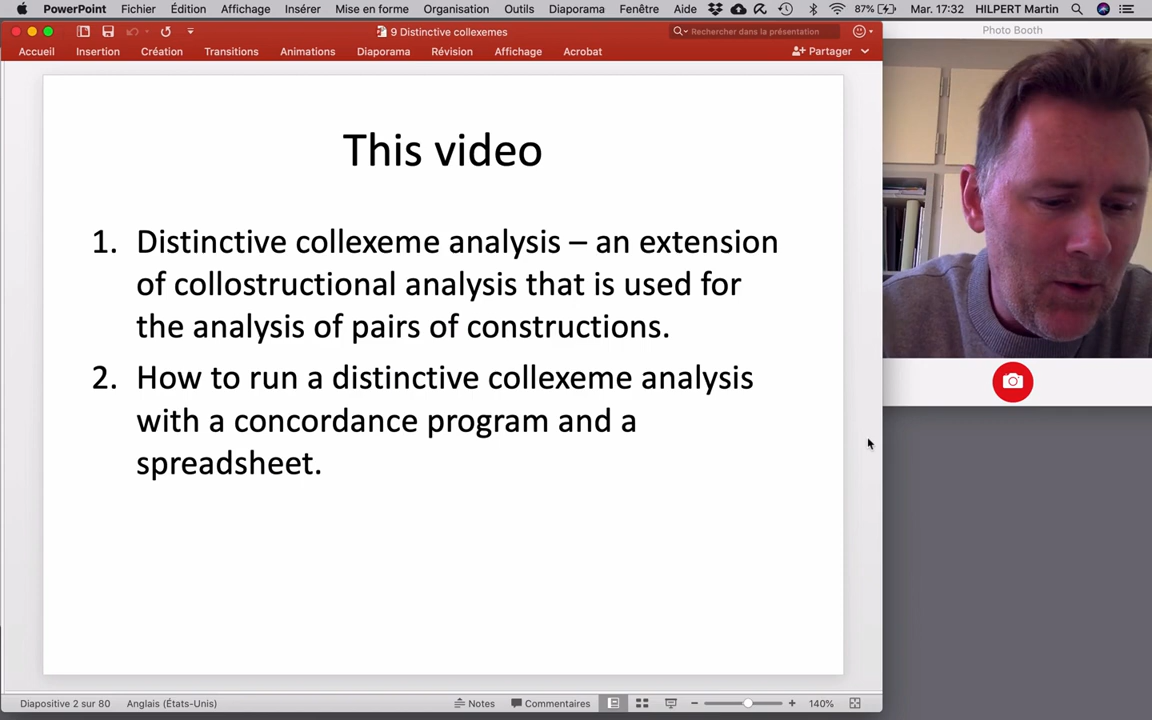 PowerPoint Fichier Édition Affichage Insérer Mise en forme Organisation Outils Diaporama Fenêtre Aide 87% Mar. 17:32 HILPERT Martin
9 Distinctive collexemes
Rechercher dans la présentation
Photo Booth
Accueil Insertion Création Transitions Animations Diaporama Révision Affichage Acrobat Partager
This video
1. Distinctive collexeme analysis – an extension
of collostructional analysis that is used for
the analysis of pairs of constructions.
2. How to run a distinctive collexeme analysis
with a concordance program and a
spreadsheet.
Diapositive 2 sur 80 Anglais (États-Unis) Notes Commentaires 140%